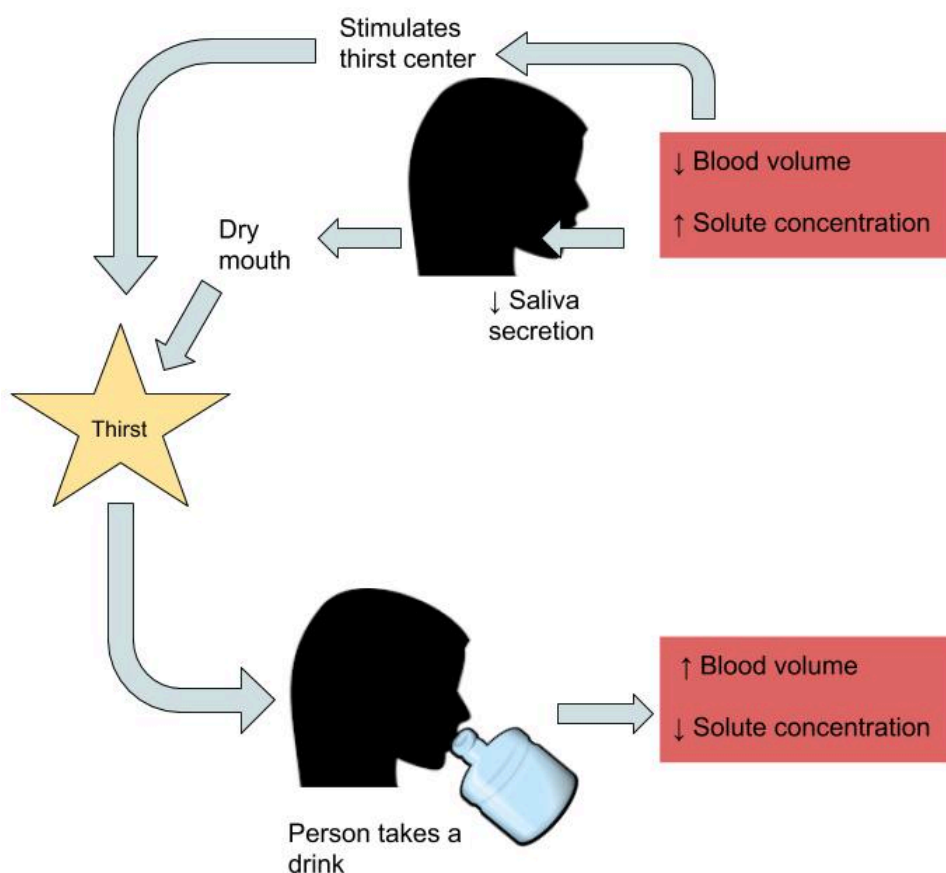 Stimulates
thirst center
↓ Blood volume
↑ Solute concentration
Dry
mouth
↓ Saliva
secretion
Thirst
↑ Blood volume
↓ Solute concentration
Person takes a
drink